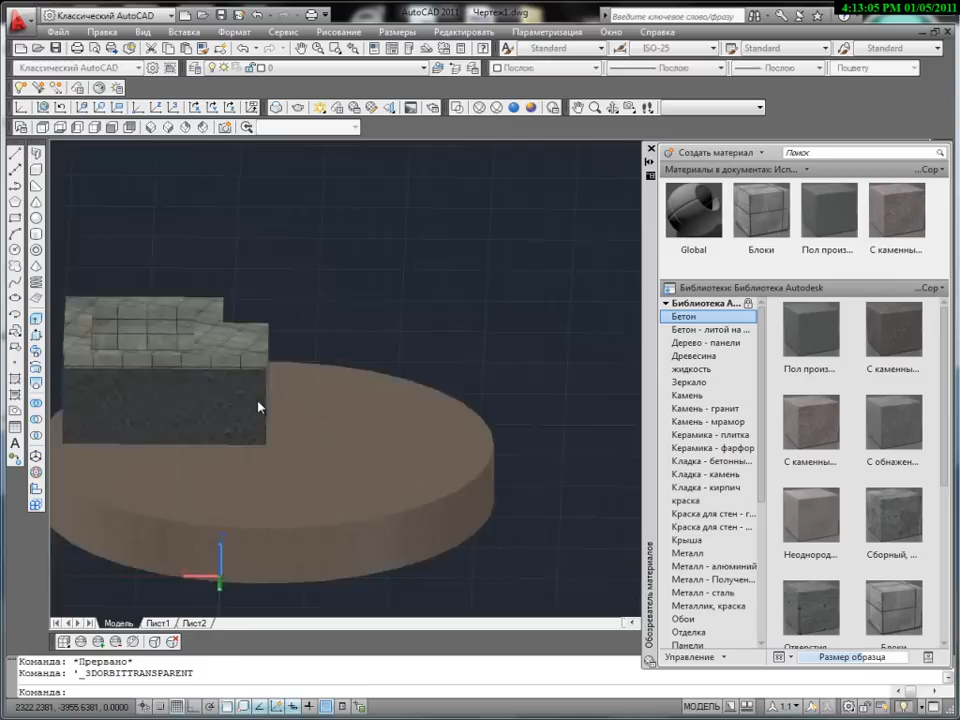 4:13:05 PM 01/05/2011
Классический AutoCAD
AutoCAD 2011 Чертеж1.dwg
Введите ключевое слово/фразу
Файл Правка Вид Вставка Формат Сервис Рисование Размеры Редактировать Параметризация Окно Справка
Standard ISO-25 Standard Standard
Классический AutoCAD 0 Послою Послою Послою Поцвету
Создать материал Поиск
Материалы в документах: Исп... ...Сор
Global Блоки Пол произ... С каменны...
Библиотеки: Библиотека Autodesk ...Сор
Библиотека А...
Бетон
Бетон - литой на ...
Дерево - панели
Древесина
жидкость
Зеркало
Камень
Камень - гранит
Камень - мрамор
Керамика - плитка
Керамика - фарфор
Кладка - бетонны...
Кладка - камень
Кладка - кирпич
краска
Краска для стен - г...
Краска для стен - ...
Крыша
Металл
Металл - алюминий
Металл - Получен...
Металл - сталь
Металлик, краска
Обои
Отделка
Панели
Пол произ... С каменны...
С каменны... С обнажен...
Неоднород... Сборный, ...
Отверстия Блоки
Управление Размер образца
Обозреватель материалов
Модель Лист1 Лист2
Команда: *Прервано*
Команда: '_3DORBITTRANSPARENT
Команда:
2322.2381, -3955.6381, 0.0000 МОДЕЛЬ 1:1